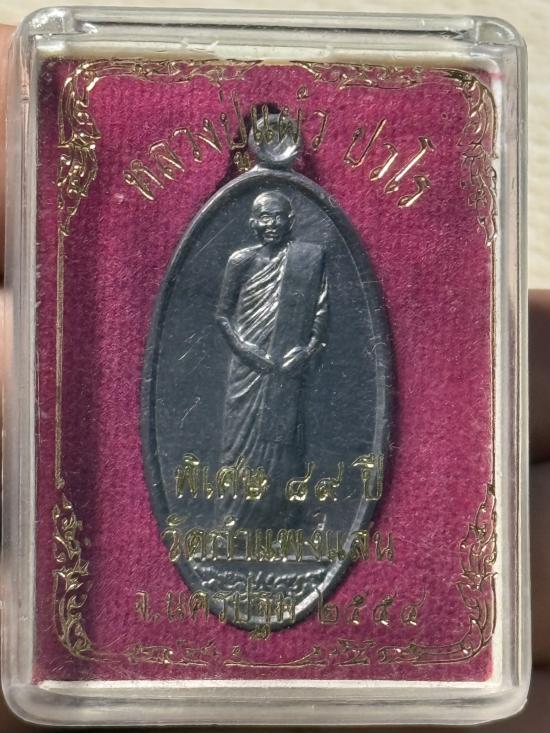 หลวงปู่แผ้ว ปวโร
พิเศษ ๘๙ ปี
วัดกำแพงแสน
จ.นครปฐม ๒๕๕๔